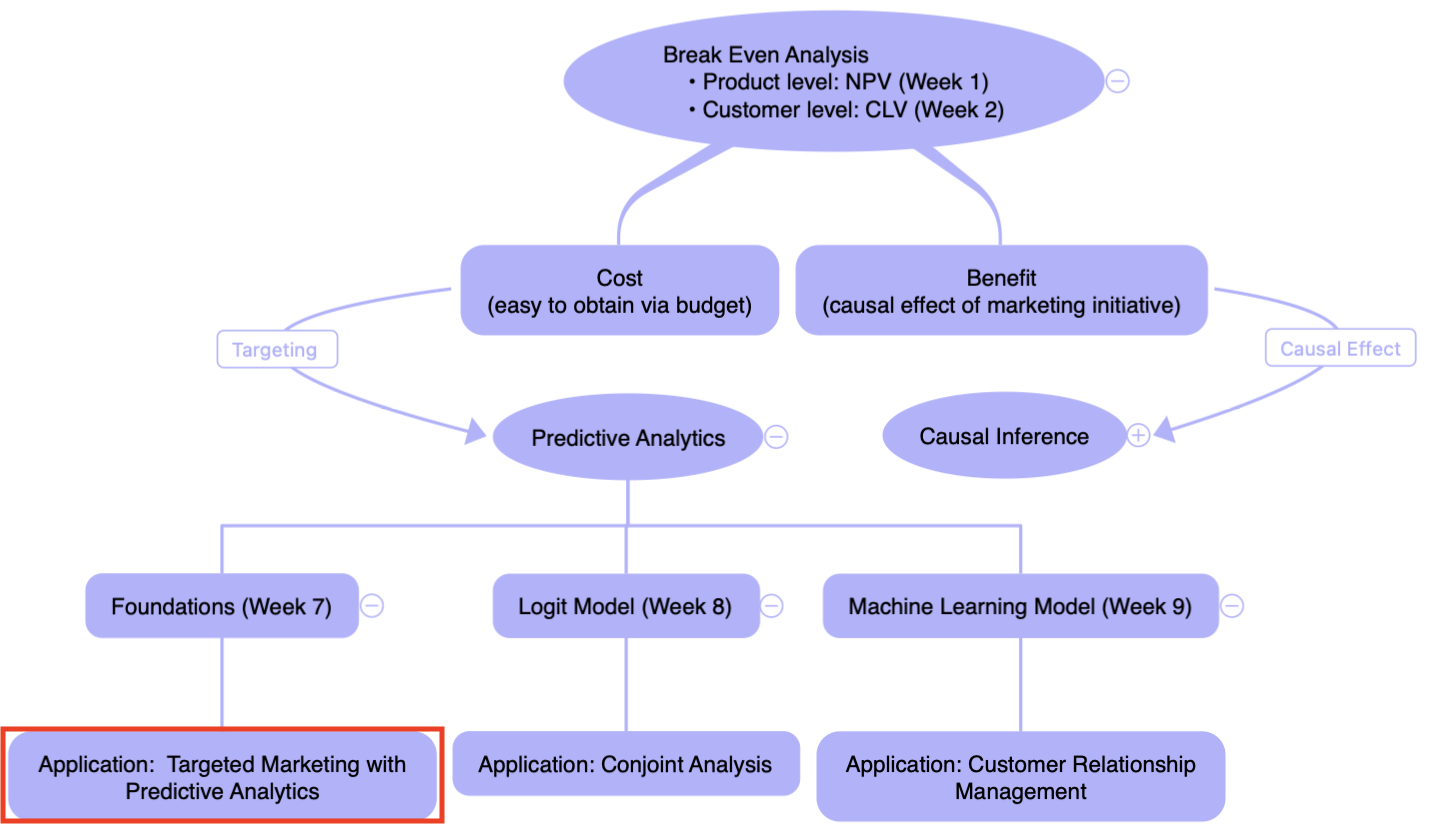 Break Even Analysis
• Product level: NPV (Week 1)
• Customer level: CLV (Week 2)
Cost
(easy to obtain via budget)
Benefit
(causal effect of marketing initiative)
Targeting
Causal Effect
Predictive Analytics
Causal Inference
Foundations (Week 7)
Logit Model (Week 8)
Machine Learning Model (Week 9)
Application:  Targeted Marketing with
Predictive Analytics
Application: Conjoint Analysis
Application: Customer Relationship
Management